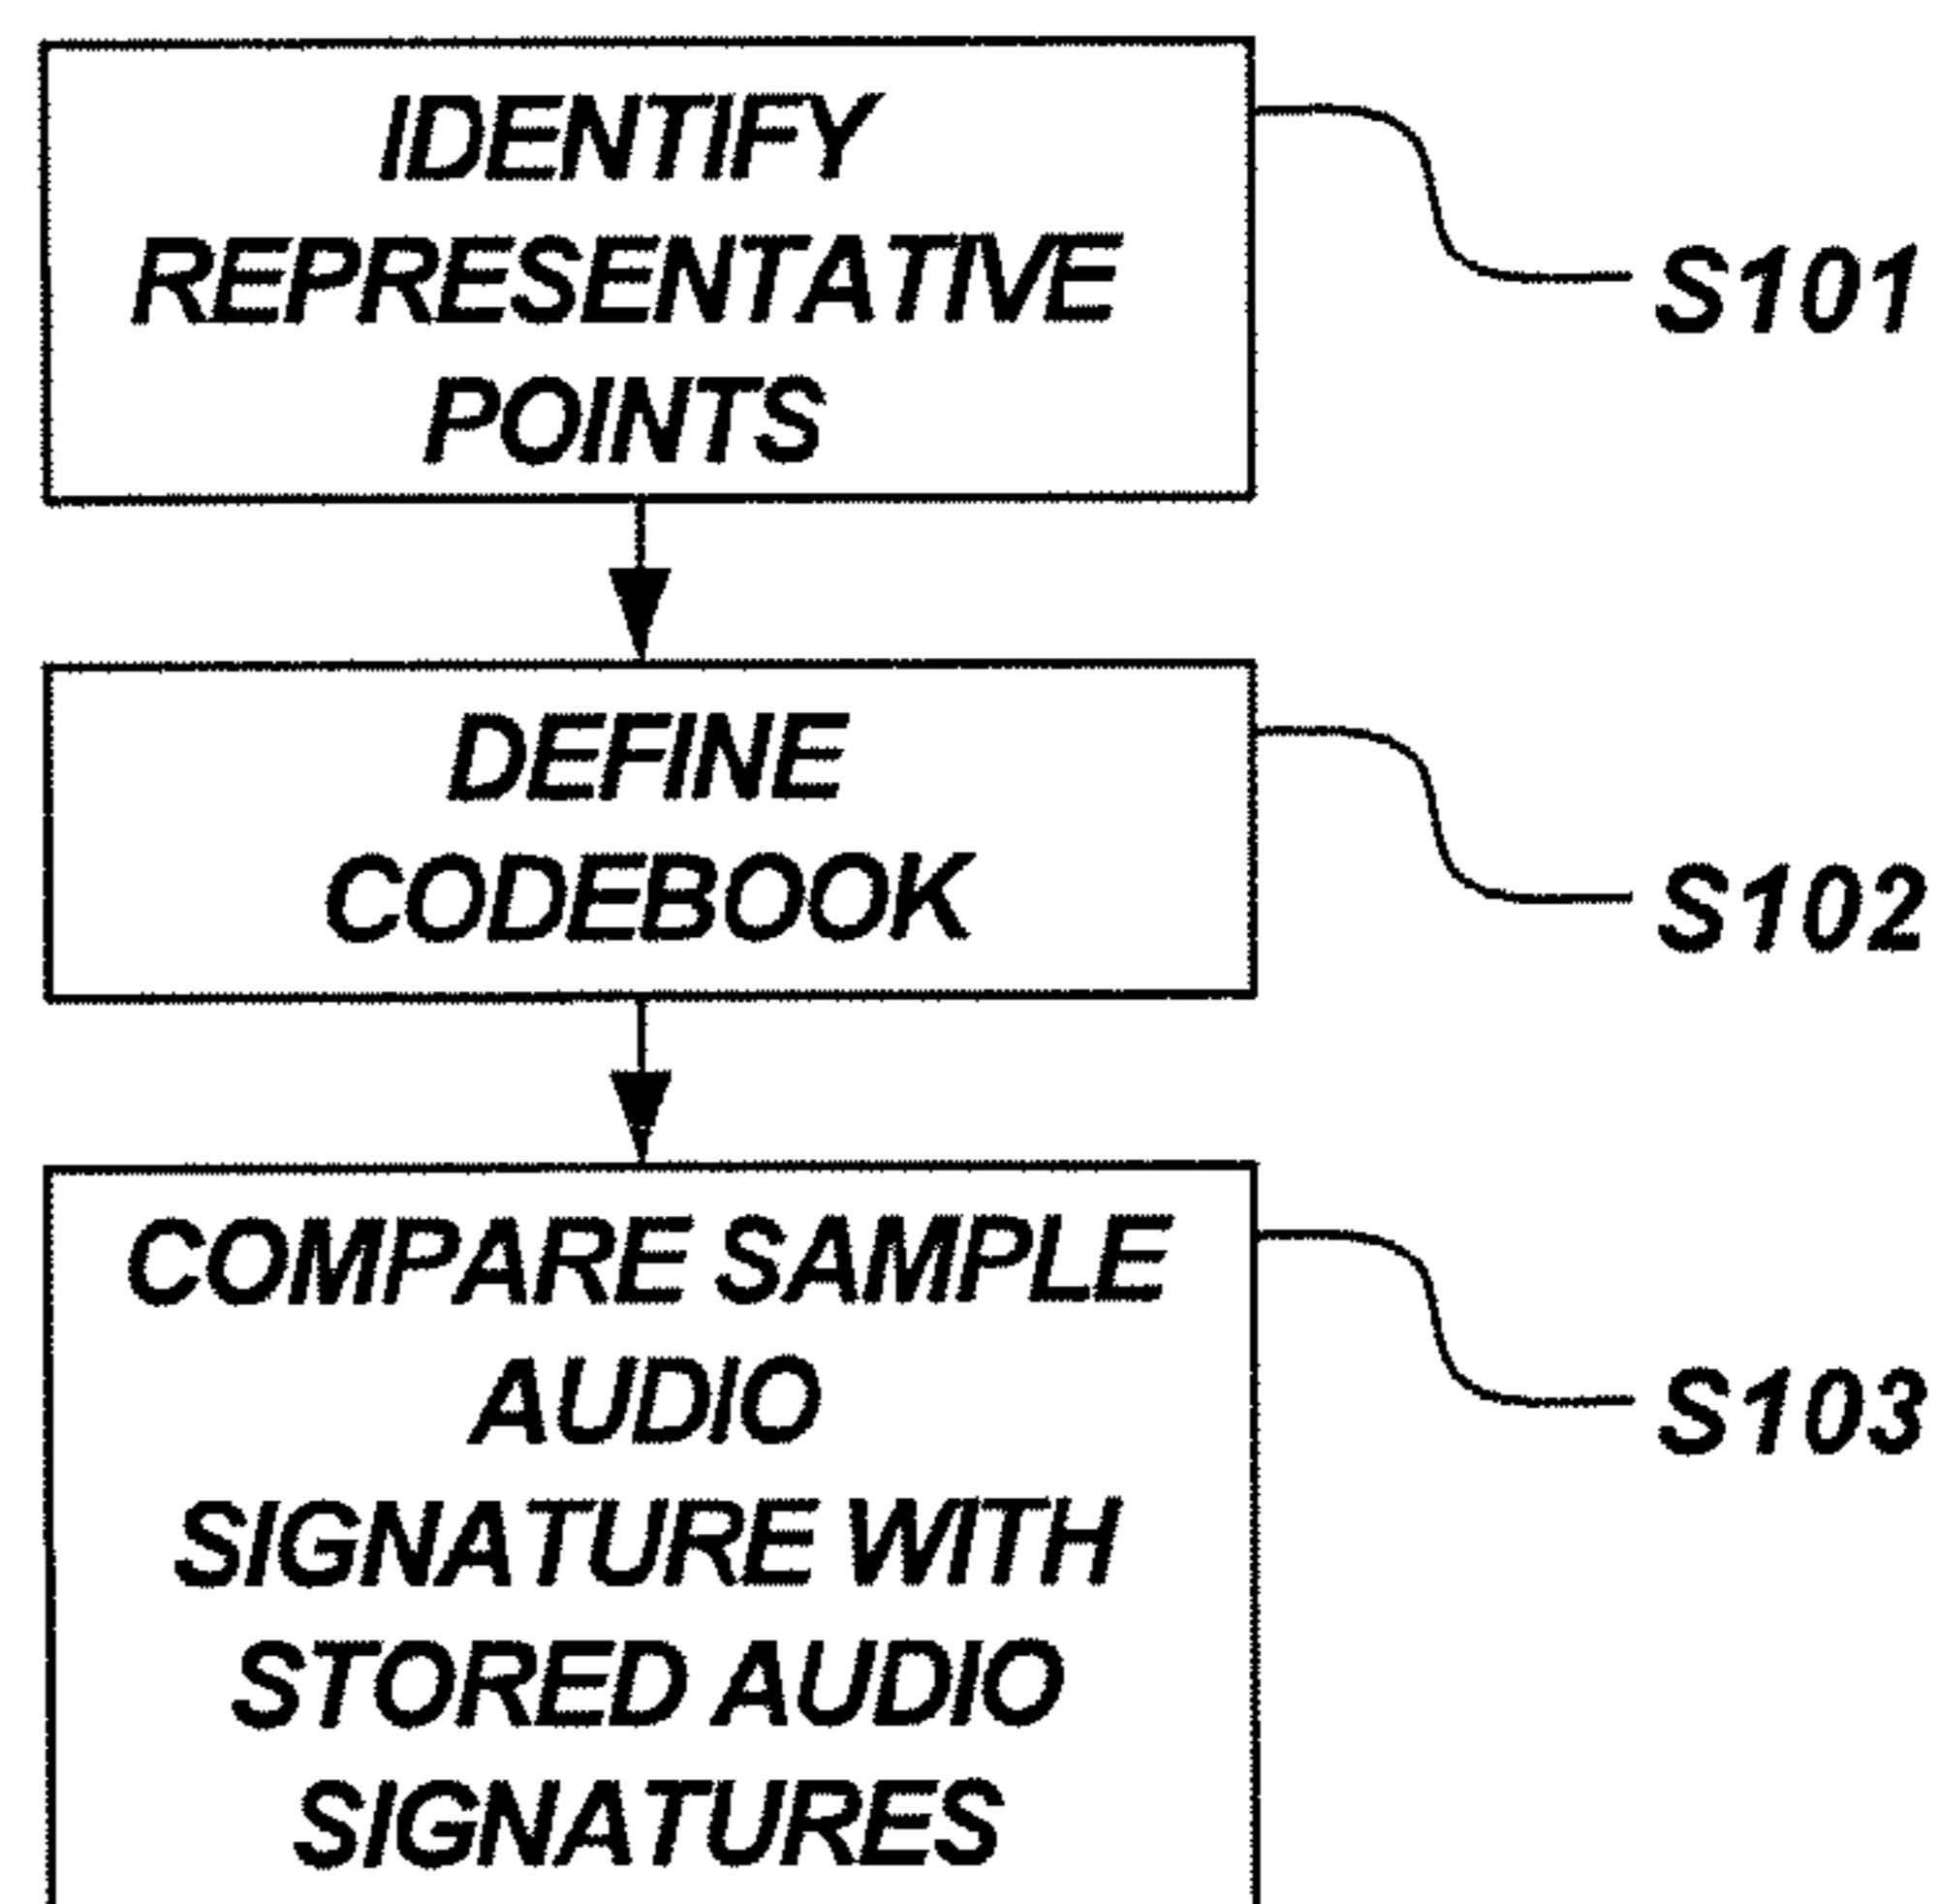 IDENTIFY
REPRESENTATIVE
POINTS
S101
DEFINE
CODEBOOK
S102
COMPARE SAMPLE
AUDIO
SIGNATURE WITH
STORED AUDIO
SIGNATURES
S103